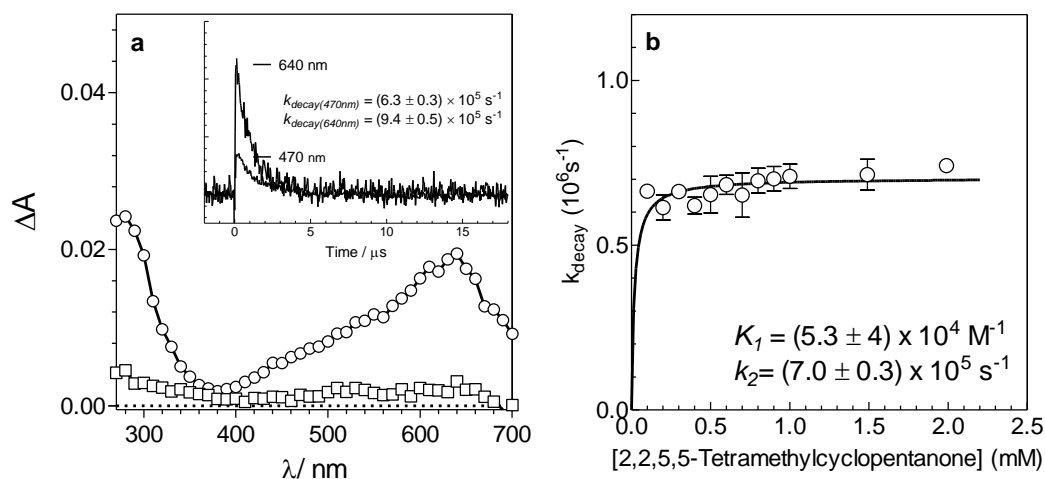 a
0.04
0.02
0.00
ΔA
300 400 500 600 700
λ/ nm
640 nm
k_decay(470nm) = (6.3 ± 0.3) × 10^5 s^-1
k_decay(640nm) = (9.4 ± 0.5) × 10^5 s^-1
470 nm
0 5 10 15
Time / μs
b
1.0
0.5
0.0
k_decay (10^6s^-1)
K_1 = (5.3 ± 4) x 10^4 M^-1
k_2= (7.0 ± 0.3) x 10^5 s^-1
0.0 0.5 1.0 1.5 2.0 2.5
[2,2,5,5-Tetramethylcyclopentanone] (mM)